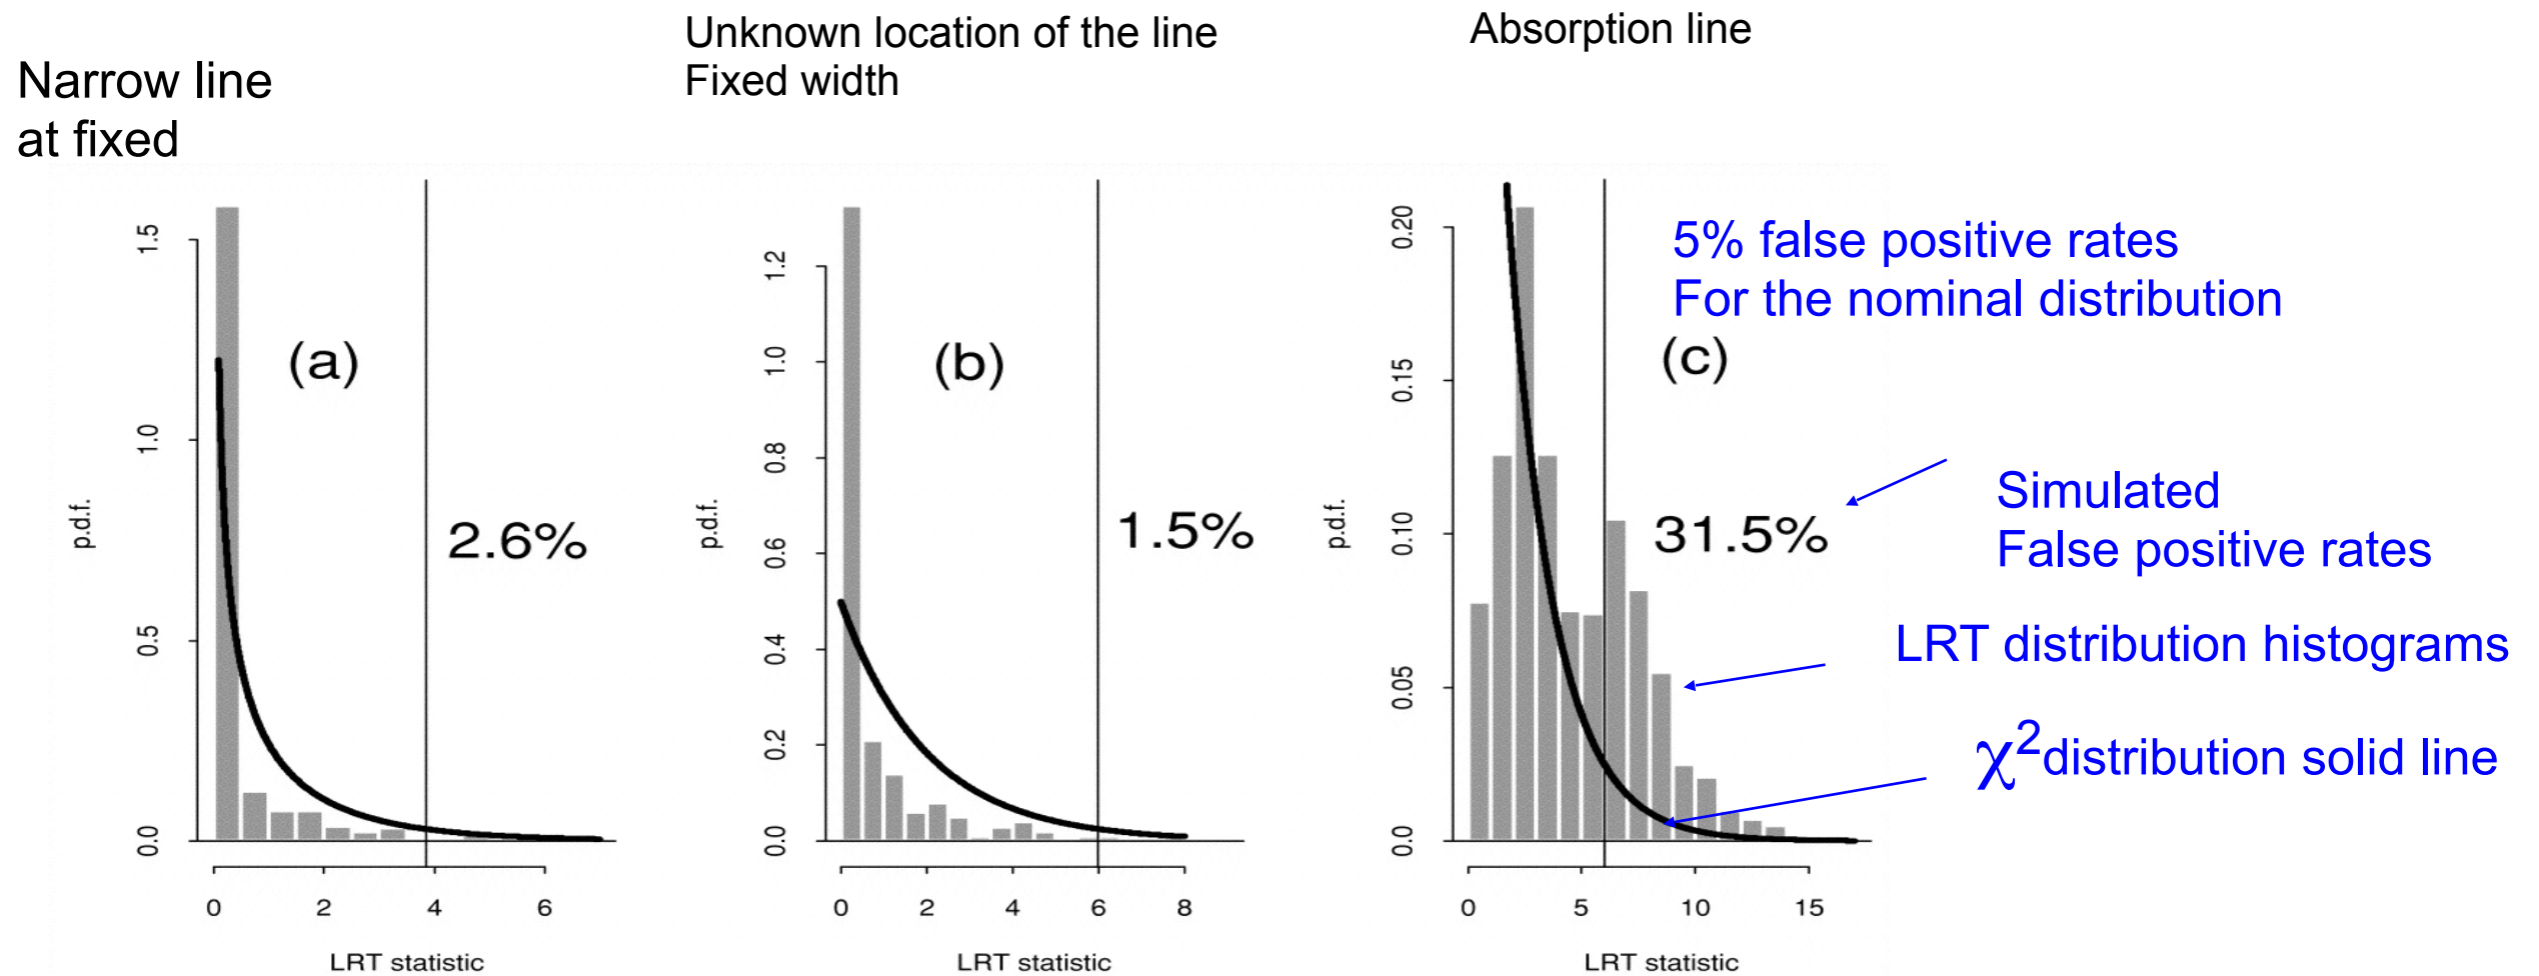 Narrow line
at fixed
Unknown location of the line
Fixed width
Absorption line
1.5
1.0
0.5
0.0
p.d.f.
(a)
2.6%
0
2
4
6
LRT statistic
1.2
1.0
0.8
0.6
0.4
0.2
0.0
p.d.f.
(b)
1.5%
0
2
4
6
8
LRT statistic
0.20
0.15
0.10
0.05
0.0
p.d.f.
(c)
31.5%
0
5
10
15
LRT statistic
5% false positive rates
For the nominal distribution
Simulated
False positive rates
LRT distribution histograms
χ²distribution solid line